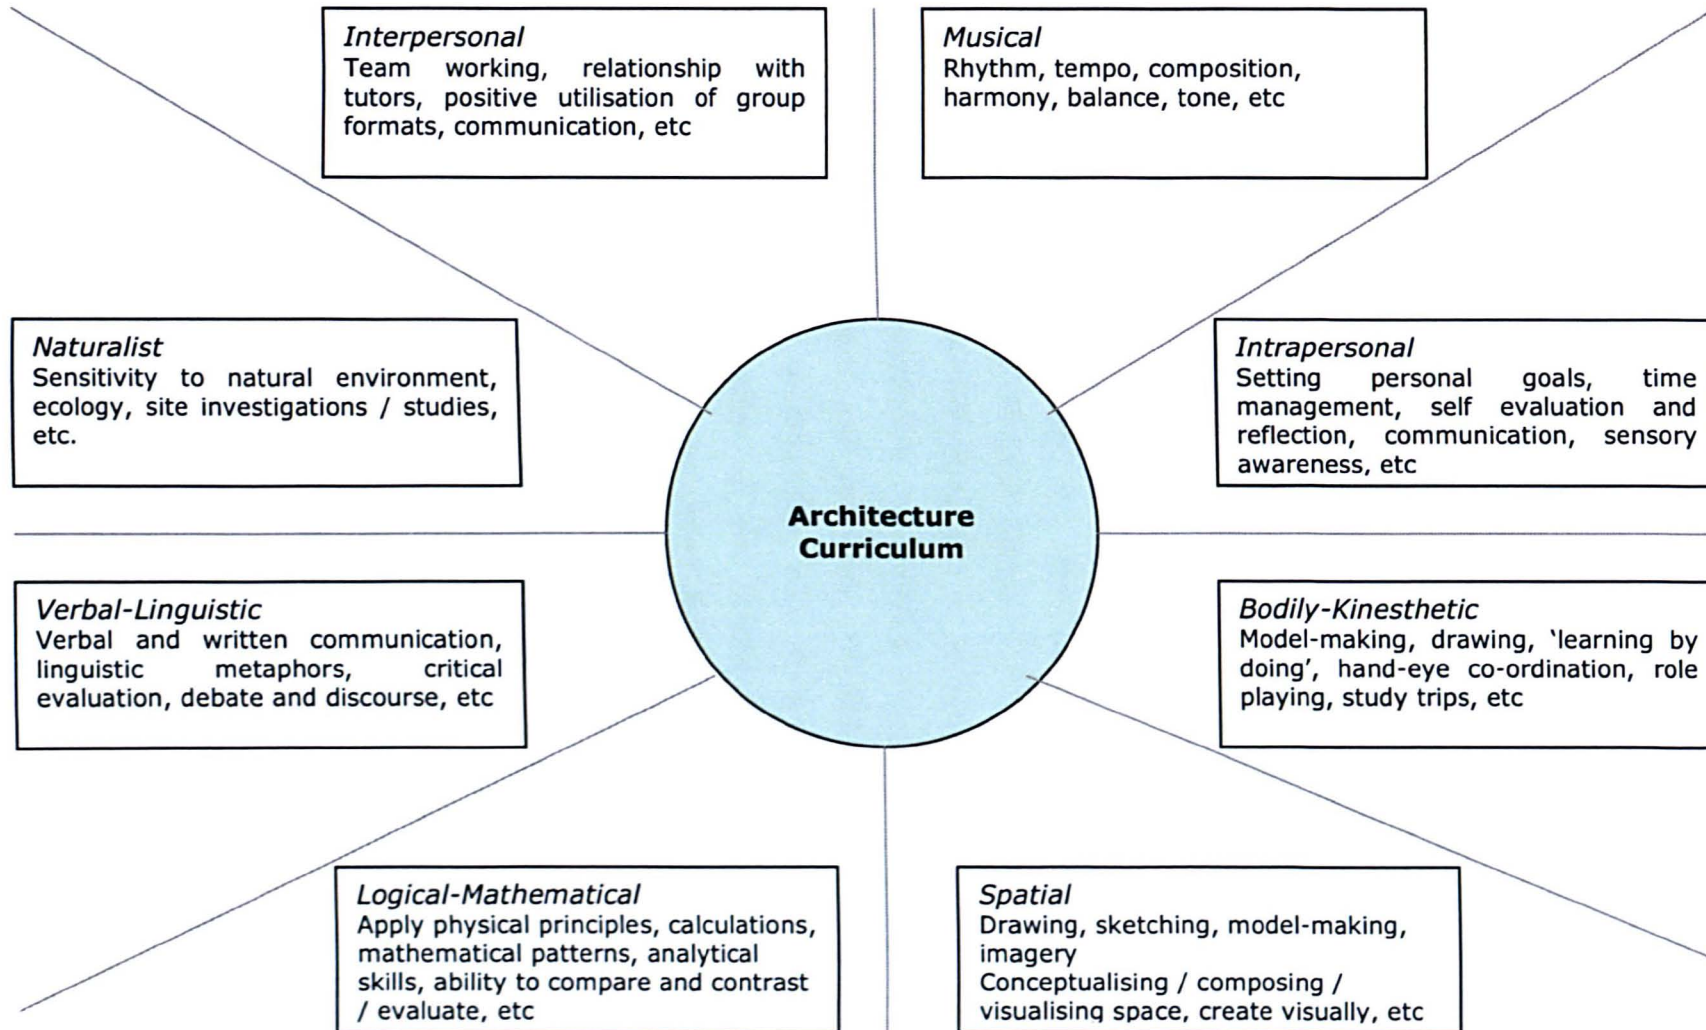 Interpersonal
Team working, relationship with
tutors, positive utilisation of group
formats, communication, etc
Musical
Rhythm, tempo, composition,
harmony, balance, tone, etc
Naturalist
Sensitivity to natural environment,
ecology, site investigations / studies,
etc.
Intrapersonal
Setting personal goals, time
management, self evaluation and
reflection, communication, sensory
awareness, etc
Architecture
Curriculum
Verbal-Linguistic
Verbal and written communication,
linguistic metaphors, critical
evaluation, debate and discourse, etc
Bodily-Kinesthetic
Model-making, drawing, ‘learning by
doing’, hand-eye co-ordination, role
playing, study trips, etc
Logical-Mathematical
Apply physical principles, calculations,
mathematical patterns, analytical
skills, ability to compare and contrast
/ evaluate, etc
Spatial
Drawing, sketching, model-making,
imagery
Conceptualising / composing /
visualising space, create visually, etc